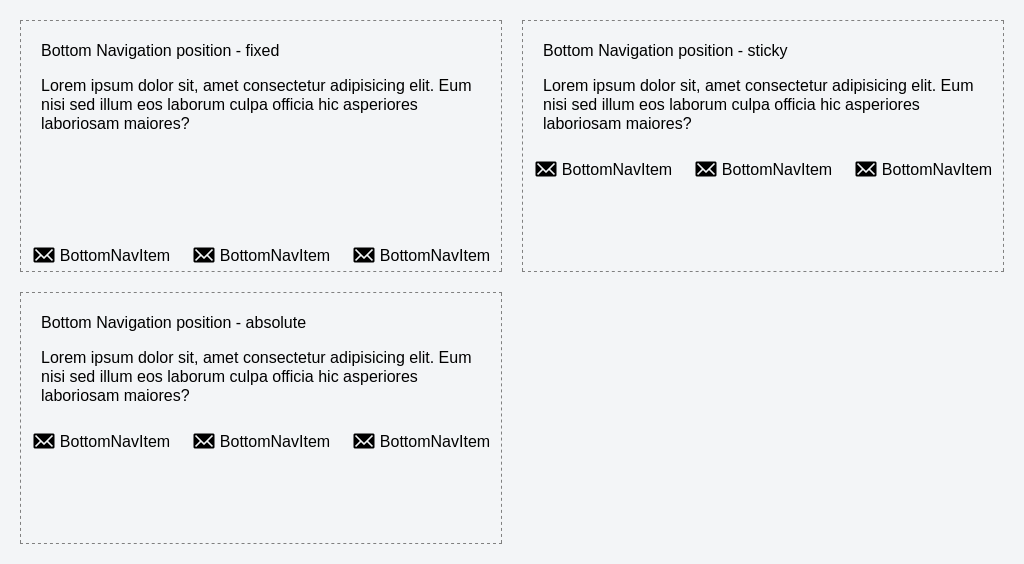 Bottom Navigation position - fixed
Lorem ipsum dolor sit, amet consectetur adipisicing elit. Eum
nisi sed illum eos laborum culpa officia hic asperiores
laboriosam maiores?
BottomNavItem BottomNavItem BottomNavItem
Bottom Navigation position - sticky
Lorem ipsum dolor sit, amet consectetur adipisicing elit. Eum
nisi sed illum eos laborum culpa officia hic asperiores
laboriosam maiores?
BottomNavItem BottomNavItem BottomNavItem
Bottom Navigation position - absolute
Lorem ipsum dolor sit, amet consectetur adipisicing elit. Eum
nisi sed illum eos laborum culpa officia hic asperiores
laboriosam maiores?
BottomNavItem BottomNavItem BottomNavItem